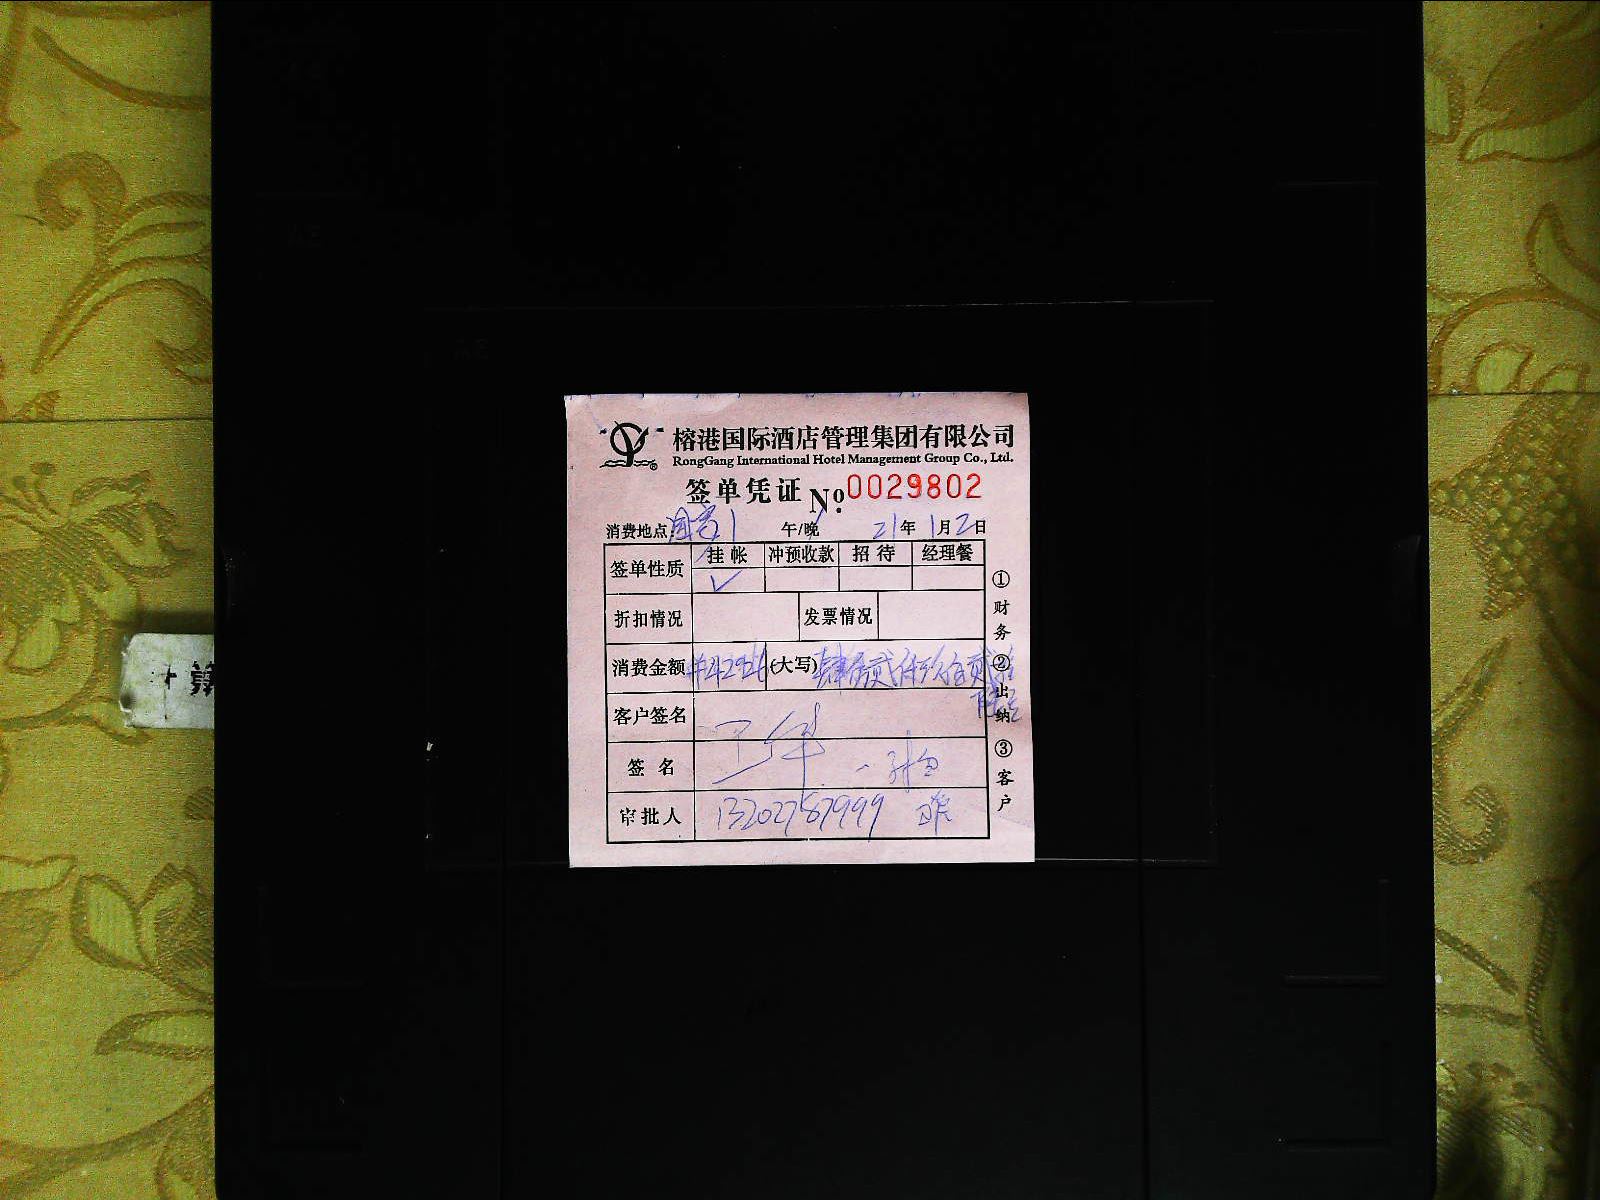 榕港国际酒店管理集团有限公司
RongGang International Hotel Management Group Co., Ltd.
签单凭证 № 0029802
消费地点: 午/晚 21年1月2日
签单性质 挂帐 冲预收款 招待 经理餐
✓
折扣情况 发票情况
消费金额 (大写)
客户签名
签名
审批人 13202787999
①财务 ②出纳 ③客户